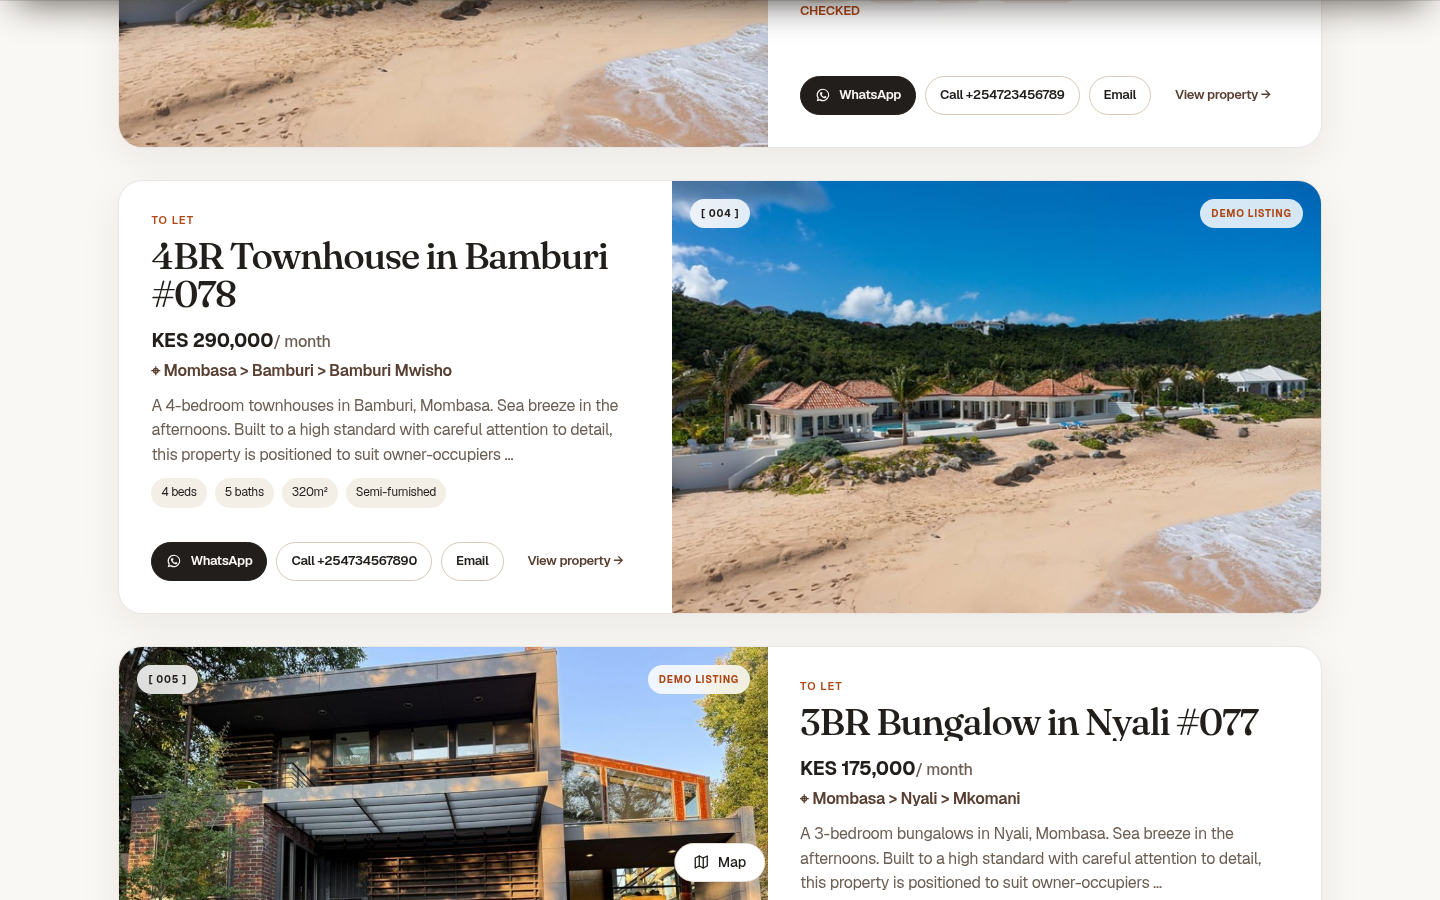 CHECKED
WhatsApp
Call +254723456789
Email
View property →
TO LET
4BR Townhouse in Bamburi
#078
KES 290,000/ month
⌖ Mombasa > Bamburi > Bamburi Mwisho
A 4-bedroom townhouses in Bamburi, Mombasa. Sea breeze in the
afternoons. Built to a high standard with careful attention to detail,
this property is positioned to suit owner-occupiers ...
4 beds
5 baths
320m²
Semi-furnished
WhatsApp
Call +254734567890
Email
View property →
[ 004 ]
DEMO LISTING
[ 005 ]
DEMO LISTING
Map
TO LET
3BR Bungalow in Nyali #077
KES 175,000/ month
⌖ Mombasa > Nyali > Mkomani
A 3-bedroom bungalows in Nyali, Mombasa. Sea breeze in the
afternoons. Built to a high standard with careful attention to detail,
this property is positioned to suit owner-occupiers ...